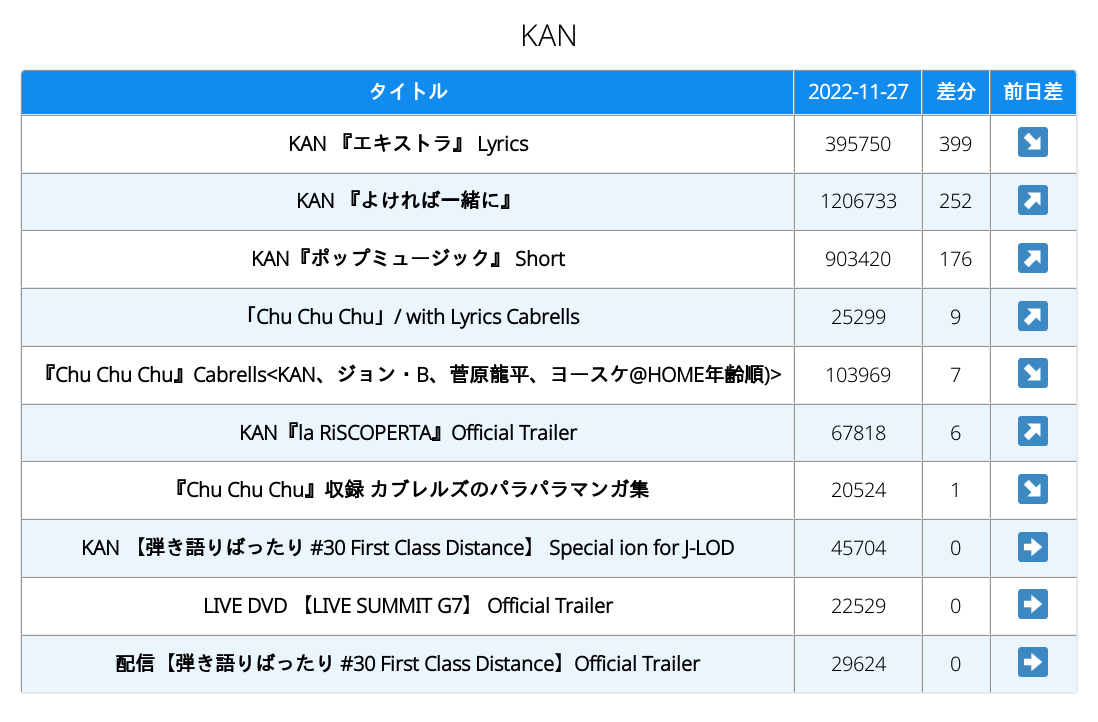 KAN
タイトル 2022-11-27 差分 前日差
KAN 『エキストラ』 Lyrics 395750 399 ↘
KAN 『よければ一緒に』 1206733 252 ↗
KAN『ポップミュージック』 Short 903420 176 ↗
「Chu Chu Chu」/ with Lyrics Cabrells 25299 9 ↗
『Chu Chu Chu』Cabrells<KAN、ジョン・B、菅原龍平、ヨースケ@HOME年齢順)> 103969 7 ↘
KAN『la RiSCOPERTA』Official Trailer 67818 6 ↗
『Chu Chu Chu』収録 カブレルズのパラパラマンガ集 20524 1 ↘
KAN 【弾き語りばったり #30 First Class Distance】 Special ion for J-LOD 45704 0 ➡
LIVE DVD 【LIVE SUMMIT G7】 Official Trailer 22529 0 ➡
配信【弾き語りばったり #30 First Class Distance】Official Trailer 29624 0 ➡